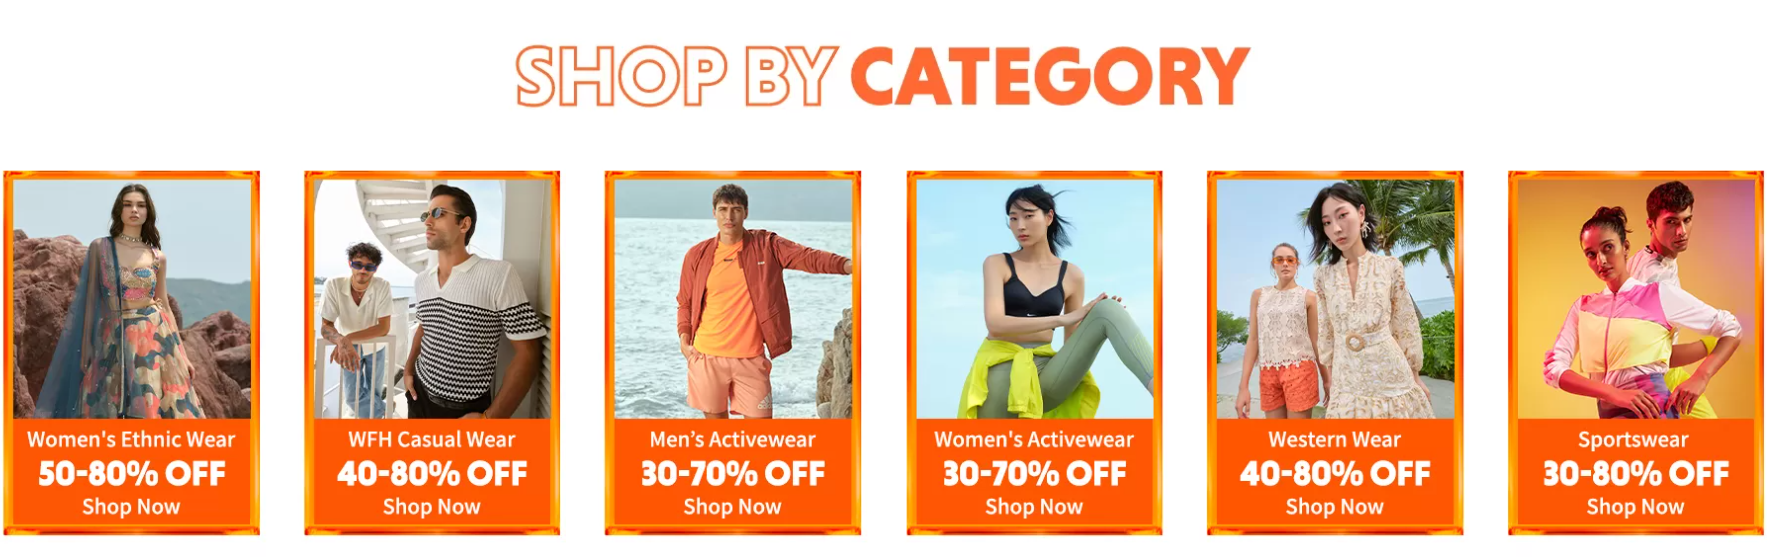 SHOP BY CATEGORY
Women's Ethnic Wear
50-80% OFF
Shop Now
WFH Casual Wear
40-80% OFF
Shop Now
Men’s Activewear
30-70% OFF
Shop Now
Women's Activewear
30-70% OFF
Shop Now
Western Wear
40-80% OFF
Shop Now
Sportswear
30-80% OFF
Shop Now